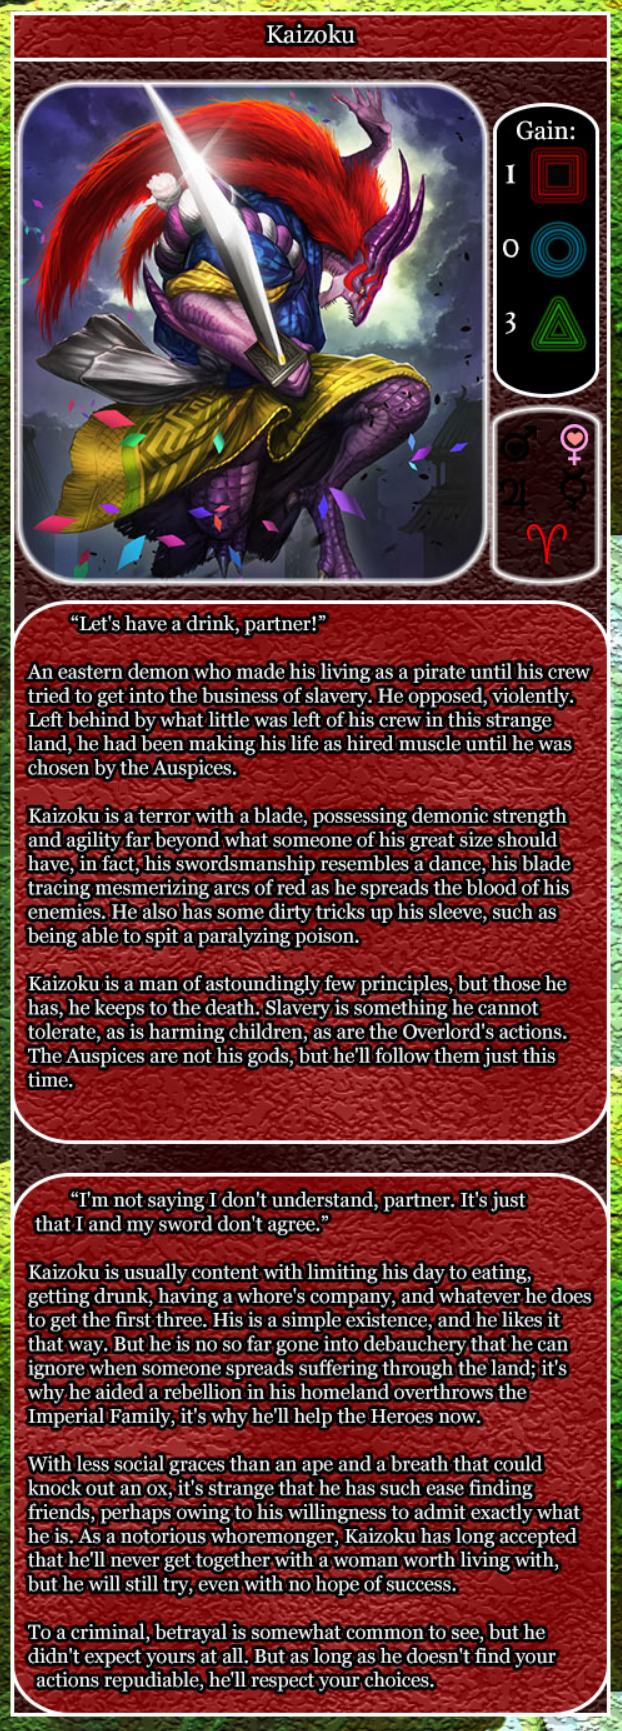 Kaizoku
Gain:
1
0
3
“Let's have a drink, partner!”
An eastern demon who made his living as a pirate until his crew
tried to get into the business of slavery. He opposed, violently.
Left behind by what little was left of his crew in this strange
land, he had been making his life as hired muscle until he was
chosen by the Auspices.
Kaizoku is a terror with a blade, possessing demonic strength
and agility far beyond what someone of his great size should
have, in fact, his swordsmanship resembles a dance, his blade
tracing mesmerizing arcs of red as he spreads the blood of his
enemies. He also has some dirty tricks up his sleeve, such as
being able to spit a paralyzing poison.
Kaizoku is a man of astoundingly few principles, but those he
has, he keeps to the death. Slavery is something he cannot
tolerate, as is harming children, as are the Overlord's actions.
The Auspices are not his gods, but he'll follow them just this
time.
“I'm not saying I don't understand, partner. It's just
that I and my sword don't agree.”
Kaizoku is usually content with limiting his day to eating,
getting drunk, having a whore's company, and whatever he does
to get the first three. His is a simple existence, and he likes it
that way. But he is no so far gone into debauchery that he can
ignore when someone spreads suffering through the land; it's
why he aided a rebellion in his homeland overthrows the
Imperial Family, it's why he'll help the Heroes now.
With less social graces than an ape and a breath that could
knock out an ox, it's strange that he has such ease finding
friends, perhaps owing to his willingness to admit exactly what
he is. As a notorious whoremonger, Kaizoku has long accepted
that he'll never get together with a woman worth living with,
but he will still try, even with no hope of success.
To a criminal, betrayal is somewhat common to see, but he
didn't expect yours at all. But as long as he doesn't find your
actions repudiable, he'll respect your choices.